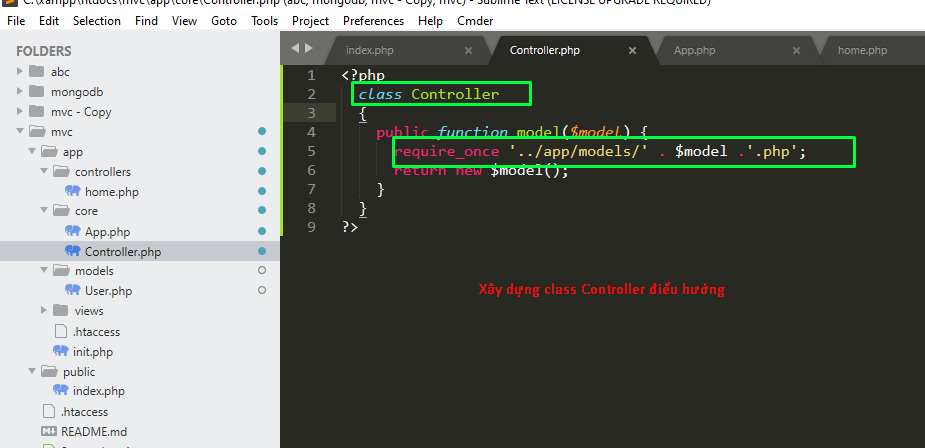 C:\xampp\htdocs\mvc\app\core\Controller.php (abc, mongodb, mvc - Copy, mvc) - Sublime Text (LICENSE UPGRADE REQUIRED)
File Edit Selection Find View Goto Tools Project Preferences Help Cmder
FOLDERS
abc
mongodb
mvc - Copy
mvc
app
controllers
home.php
core
App.php
Controller.php
models
User.php
views
.htaccess
init.php
public
index.php
.htaccess
README.md
index.php × Controller.php × App.php × home.php
1 <?php
2 class Controller
3 {
4 public function model($model) {
5 require_once '../app/models/' . $model .'.php';
6 return new $model();
7 }
8 }
9 ?>
Xây dựng class Controller điều hướng